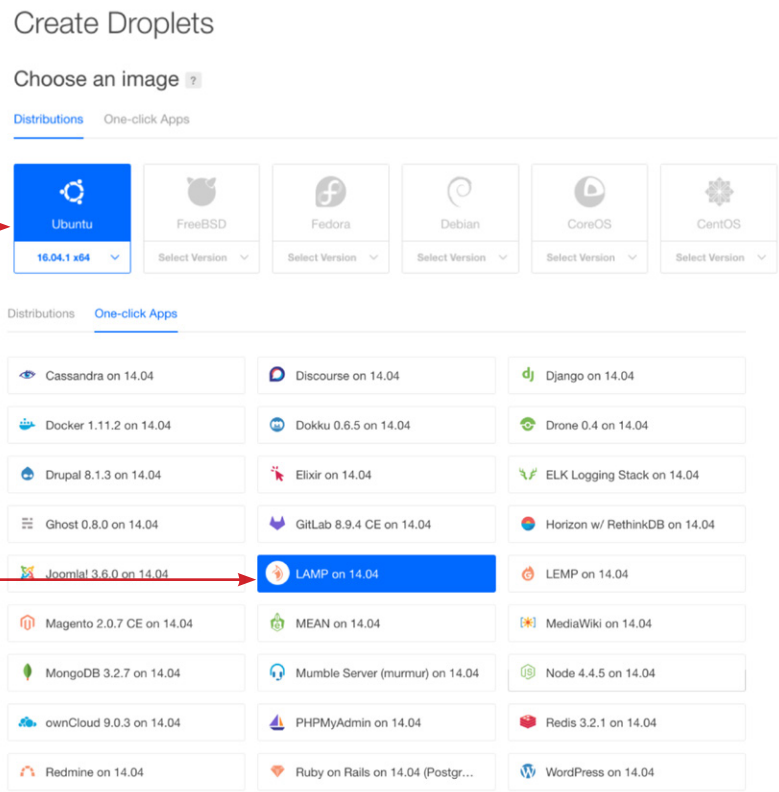 Create Droplets
Choose an image ?
Distributions One-click Apps
Ubuntu FreeBSD Fedora Debian CoreOS CentOS
16.04.1 x64 Select Version Select Version Select Version Select Version Select Version
Distributions One-click Apps
Cassandra on 14.04 Discourse on 14.04 dj Django on 14.04
Docker 1.11.2 on 14.04 Dokku 0.6.5 on 14.04 Drone 0.4 on 14.04
Drupal 8.1.3 on 14.04 Elixir on 14.04 ELK Logging Stack on 14.04
Ghost 0.8.0 on 14.04 GitLab 8.9.4 CE on 14.04 Horizon w/ RethinkDB on 14.04
Joomla! 3.6.0 on 14.04 LAMP on 14.04 LEMP on 14.04
Magento 2.0.7 CE on 14.04 MEAN on 14.04 MediaWiki on 14.04
MongoDB 3.2.7 on 14.04 Mumble Server (murmur) on 14.04 Node 4.4.5 on 14.04
ownCloud 9.0.3 on 14.04 PHPMyAdmin on 14.04 Redis 3.2.1 on 14.04
Redmine on 14.04 Ruby on Rails on 14.04 (Postgr... WordPress on 14.04